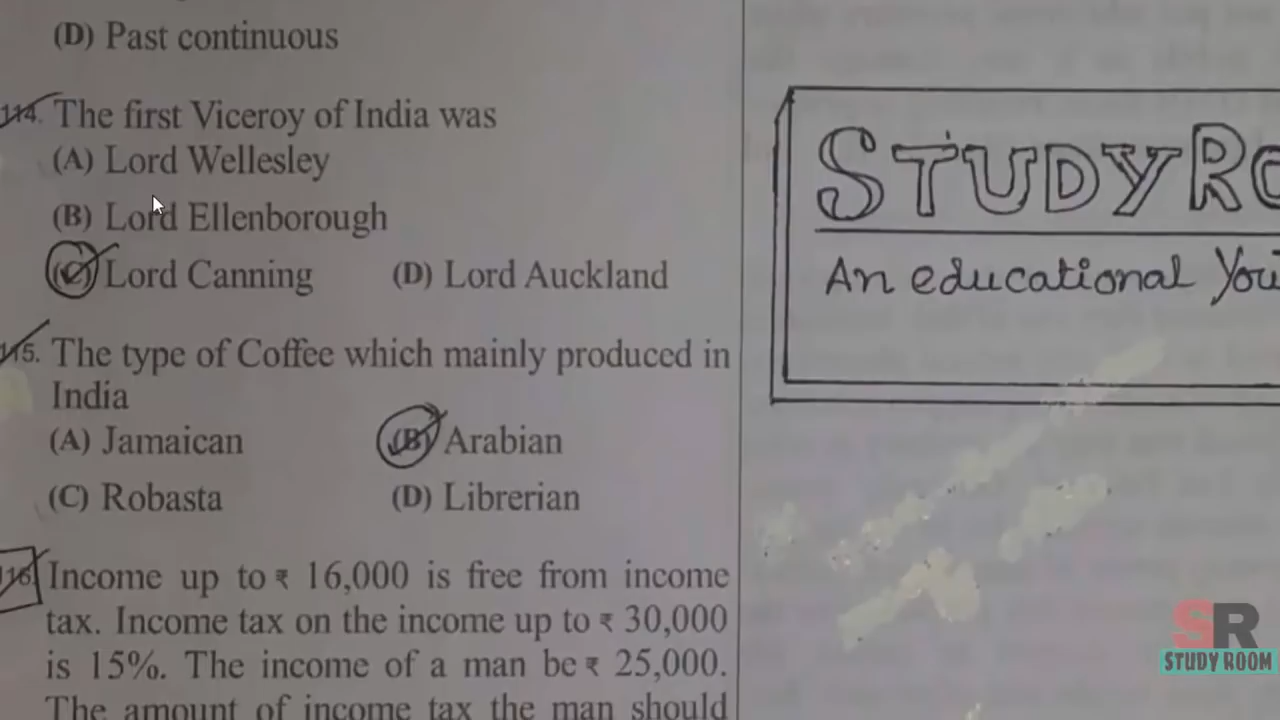 (D) Past continuous
114. The first Viceroy of India was
(A) Lord Wellesley
(B) Lord Ellenborough
(C) Lord Canning (D) Lord Auckland
115. The type of Coffee which mainly produced in
India
(A) Jamaican (B) Arabian
(C) Robasta (D) Librerian
116. Income up to ₹ 16,000 is free from income
tax. Income tax on the income up to ₹ 30,000
is 15%. The income of a man be ₹ 25,000.
The amount of income tax the man should
STUDY
An educational
SR
STUDY ROOM